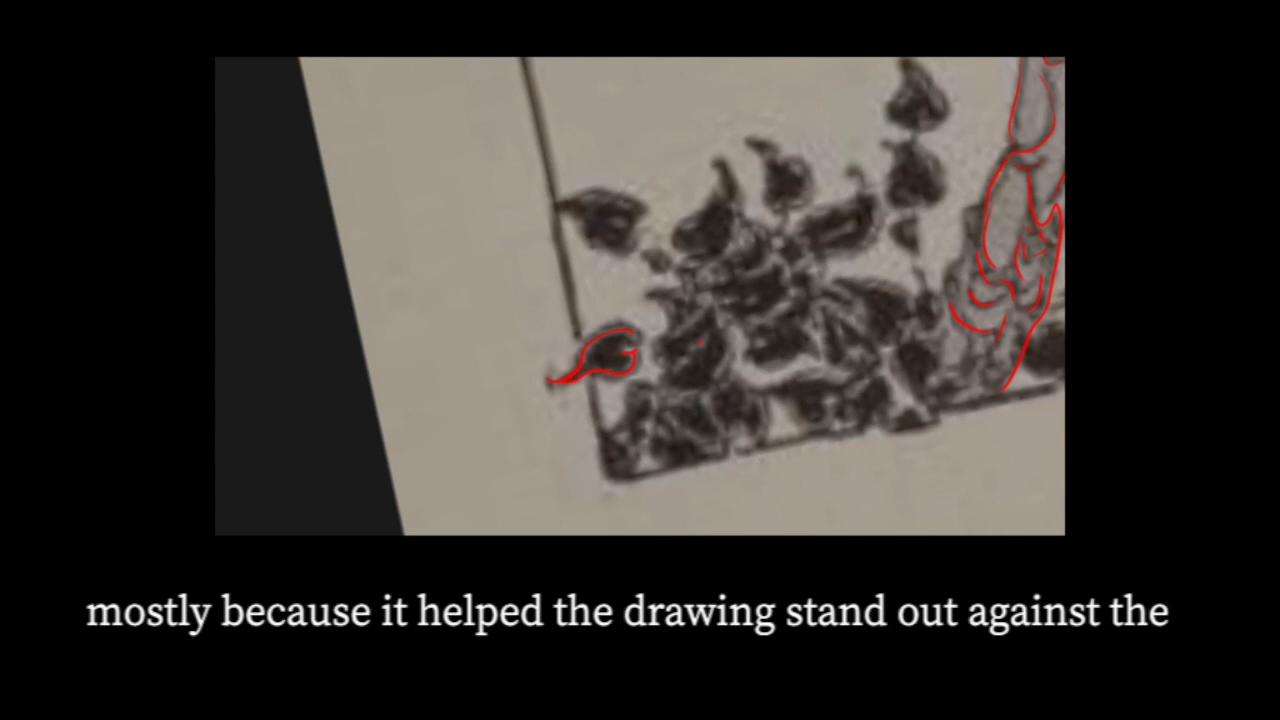 mostly because it helped the drawing stand out against the